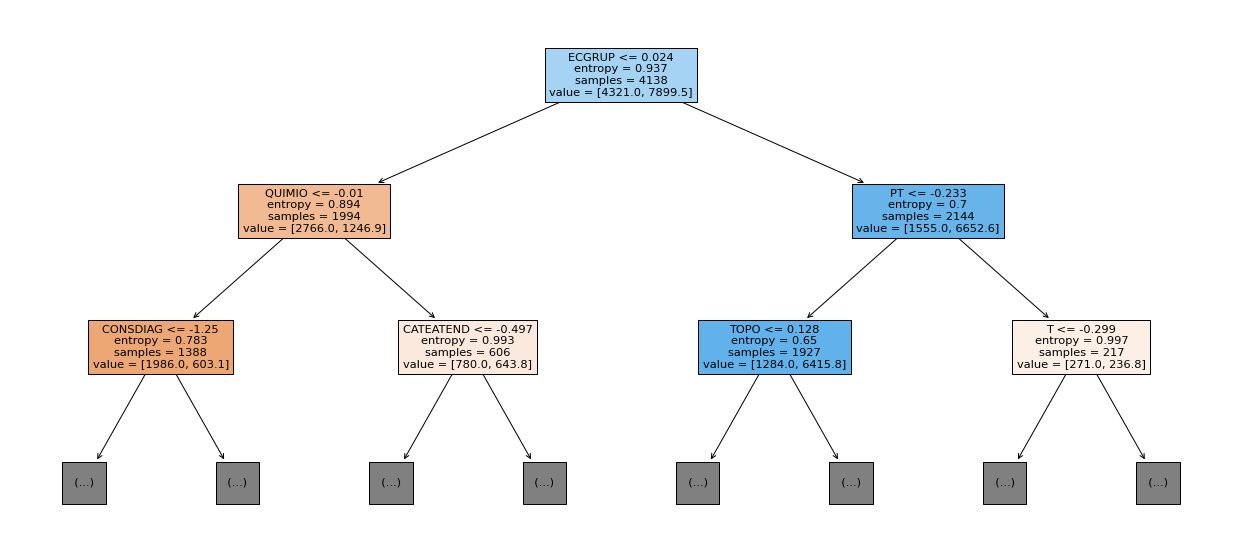 ECGRUP <= 0.024
entropy = 0.937
samples = 4138
value = [4321.0, 7899.5]
QUIMIO <= -0.01
entropy = 0.894
samples = 1994
value = [2766.0, 1246.9]
PT <= -0.233
entropy = 0.7
samples = 2144
value = [1555.0, 6652.6]
CONSDIAG <= -1.25
entropy = 0.783
samples = 1388
value = [1986.0, 603.1]
CATEATEND <= -0.497
entropy = 0.993
samples = 606
value = [780.0, 643.8]
TOPO <= 0.128
entropy = 0.65
samples = 1927
value = [1284.0, 6415.8]
T <= -0.299
entropy = 0.997
samples = 217
value = [271.0, 236.8]
(...)
(...)
(...)
(...)
(...)
(...)
(...)
(...)